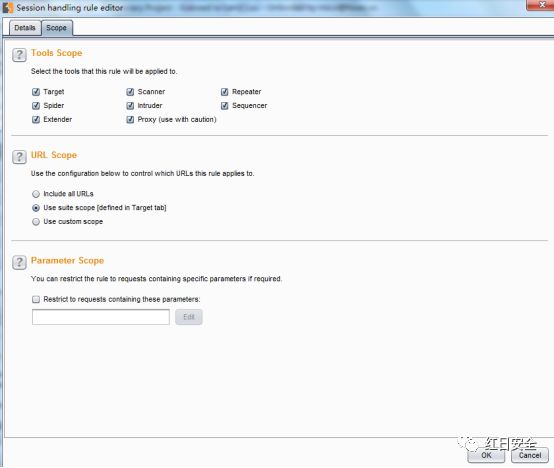 Session handling rule editor
Details
Scope
Tools Scope
Select the tools that this rule will be applied to.
Target
Scanner
Repeater
Spider
Intruder
Sequencer
Extender
Proxy (use with caution)
URL Scope
Use the configuration below to control which URLs this rule applies to.
Include all URLs
Use suite scope [defined in Target tab]
Use custom scope
Parameter Scope
You can restrict the rule to requests containing specific parameters if required.
Restrict to requests containing these parameters:
Edit
红日安全
OK
Cancel